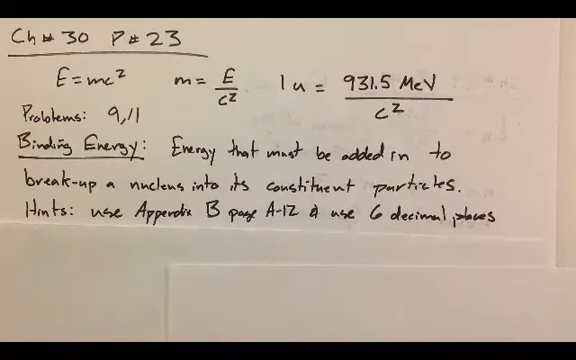 Ch # 30 P # 23
E = mc² m = E/c² 1 u = 931.5 MeV/c²
Problems: 9, 11
Binding Energy: Energy that must be added in to
break-up a nucleus into its constituent particles.
Hints: use Appendix B page A-12 & use 6 decimal places